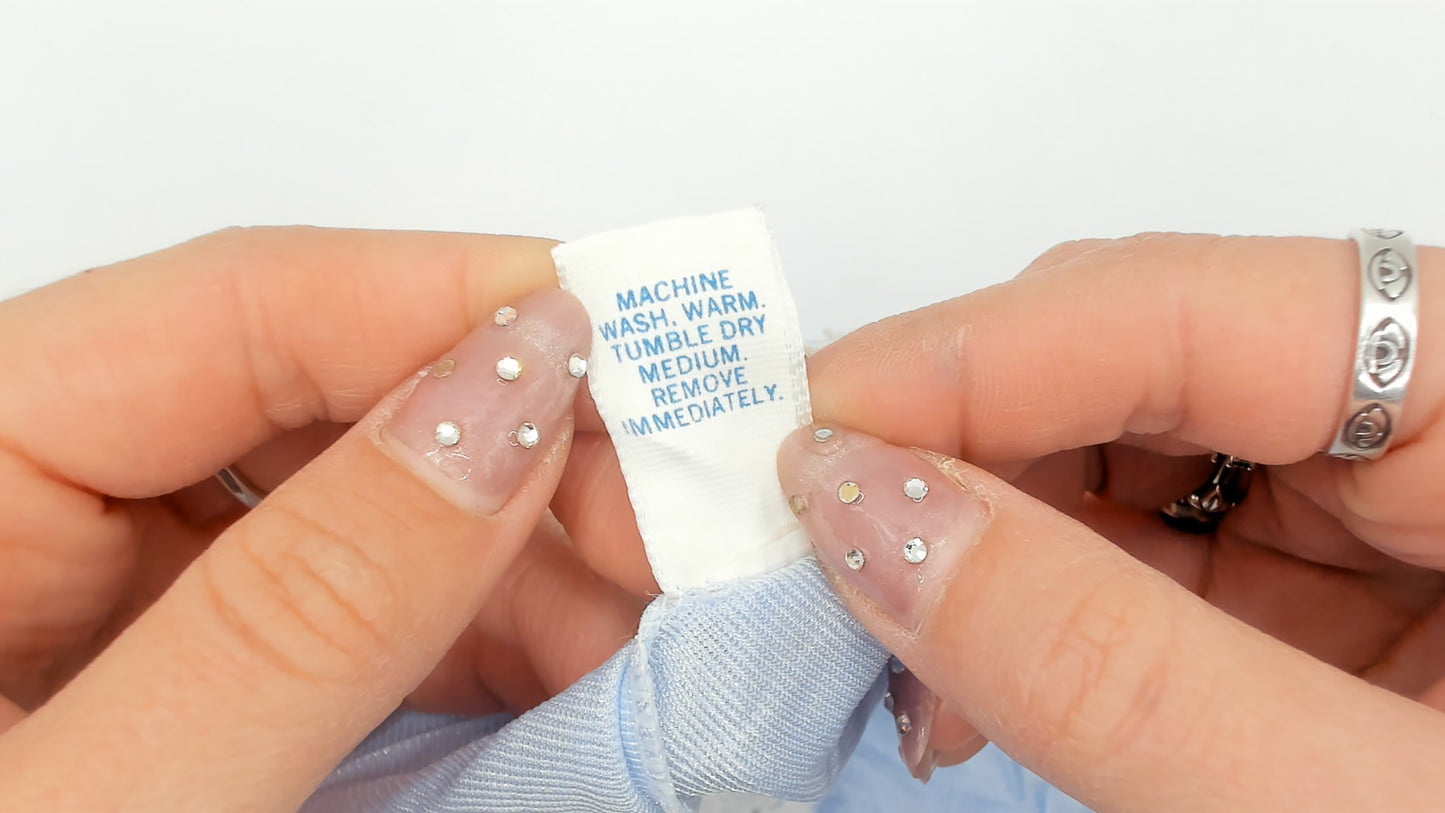 MACHINE
WASH, WARM.
TUMBLE DRY
MEDIUM.
REMOVE
IMMEDIATELY.